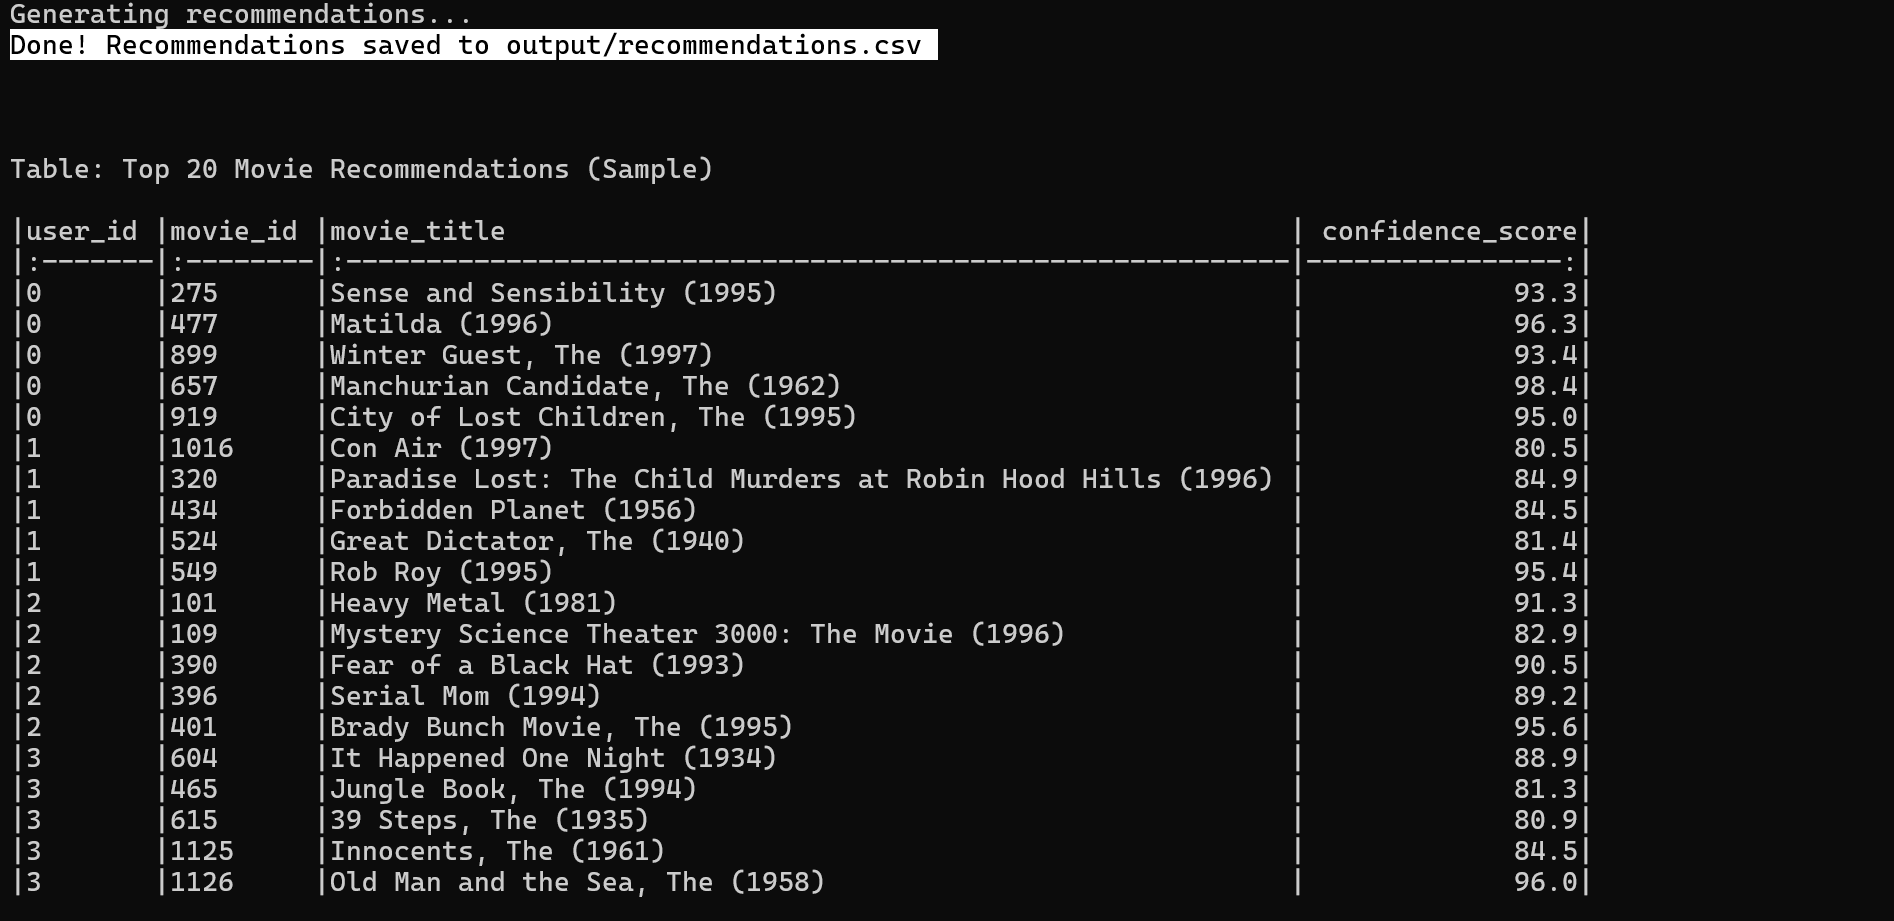 Generating recommendations...
Done! Recommendations saved to output/recommendations.csv
Table: Top 20 Movie Recommendations (Sample)
|user_id |movie_id |movie_title                                                | confidence_score|
|:-------|:--------|:-----------------------------------------------------------|----------------:|
|0       |275      |Sense and Sensibility (1995)                               |             93.3|
|0       |477      |Matilda (1996)                                             |             96.3|
|0       |899      |Winter Guest, The (1997)                                   |             93.4|
|0       |657      |Manchurian Candidate, The (1962)                           |             98.4|
|0       |919      |City of Lost Children, The (1995)                          |             95.0|
|1       |1016     |Con Air (1997)                                             |             80.5|
|1       |320      |Paradise Lost: The Child Murders at Robin Hood Hills (1996) |             84.9|
|1       |434      |Forbidden Planet (1956)                                    |             84.5|
|1       |524      |Great Dictator, The (1940)                                 |             81.4|
|1       |549      |Rob Roy (1995)                                             |             95.4|
|2       |101      |Heavy Metal (1981)                                         |             91.3|
|2       |109      |Mystery Science Theater 3000: The Movie (1996)             |             82.9|
|2       |390      |Fear of a Black Hat (1993)                                 |             90.5|
|2       |396      |Serial Mom (1994)                                          |             89.2|
|2       |401      |Brady Bunch Movie, The (1995)                              |             95.6|
|3       |604      |It Happened One Night (1934)                               |             88.9|
|3       |465      |Jungle Book, The (1994)                                    |             81.3|
|3       |615      |39 Steps, The (1935)                                       |             80.9|
|3       |1125     |Innocents, The (1961)                                      |             84.5|
|3       |1126     |Old Man and the Sea, The (1958)                            |             96.0|